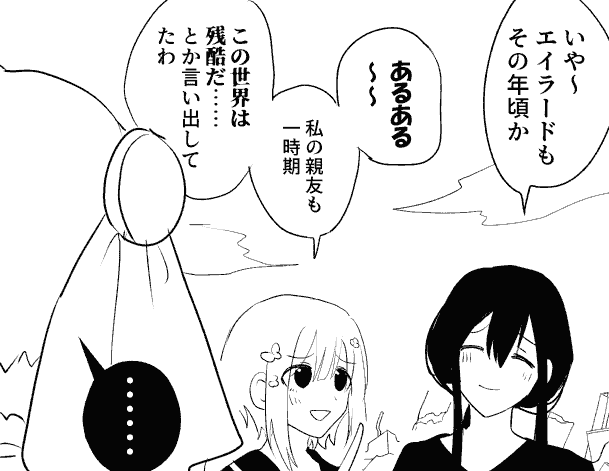 いや～
エイラードも
その年頃か
あるある
～～
私の親友も
一時期
この世界は
残酷だ……
とか言い出して
たわ
……